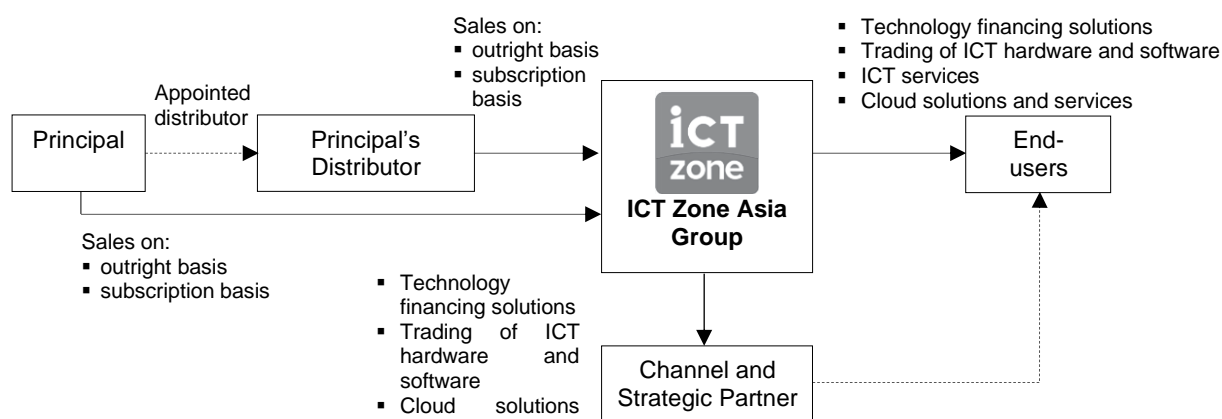 Sales on:
▪ outright basis
▪ subscription
basis
▪ Technology financing solutions
▪ Trading of ICT hardware and software
▪ ICT services
▪ Cloud solutions and services
Appointed
distributor
Principal
Principal's
Distributor
ict
zone
ICT Zone Asia
Group
End-
users
Sales on:
▪ outright basis
▪ subscription basis
▪ Technology
financing solutions
▪ Trading of ICT
hardware and
software
▪ Cloud solutions
Channel and
Strategic Partner